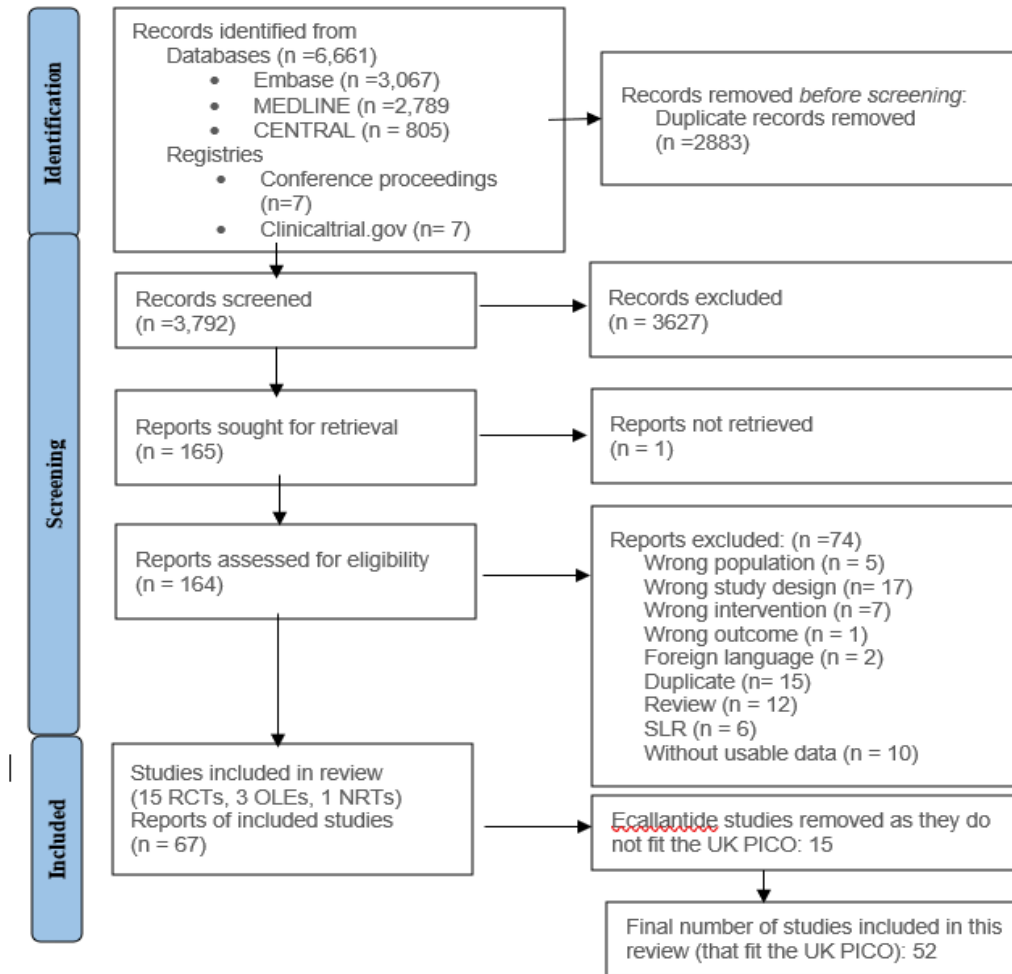 Identification
Records identified from
Databases (n =6,661)
• Embase (n =3,067)
• MEDLINE (n =2,789
• CENTRAL (n = 805)
Registries
• Conference proceedings
(n=7)
• Clinicaltrial.gov (n= 7)
Records removed before screening:
Duplicate records removed
(n =2883)
Screening
Records screened
(n =3,792)
Records excluded
(n = 3627)
Reports sought for retrieval
(n = 165)
Reports not retrieved
(n = 1)
Reports assessed for eligibility
(n = 164)
Reports excluded: (n =74)
Wrong population (n = 5)
Wrong study design (n= 17)
Wrong intervention (n =7)
Wrong outcome (n = 1)
Foreign language (n = 2)
Duplicate (n= 15)
Review (n = 12)
SLR (n = 6)
Without usable data (n = 10)
Included
Studies included in review
(15 RCTs, 3 OLEs, 1 NRTs)
Reports of included studies
(n = 67)
Ecallantide studies removed as they do
not fit the UK PICO: 15
Final number of studies included in this
review (that fit the UK PICO): 52